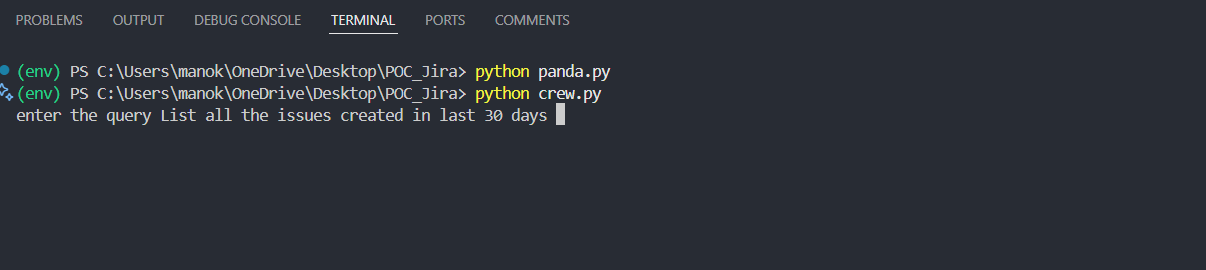 PROBLEMS OUTPUT DEBUG CONSOLE TERMINAL PORTS COMMENTS
(env) PS C:\Users\manok\OneDrive\Desktop\POC_Jira> python panda.py
(env) PS C:\Users\manok\OneDrive\Desktop\POC_Jira> python crew.py
enter the query List all the issues created in last 30 days